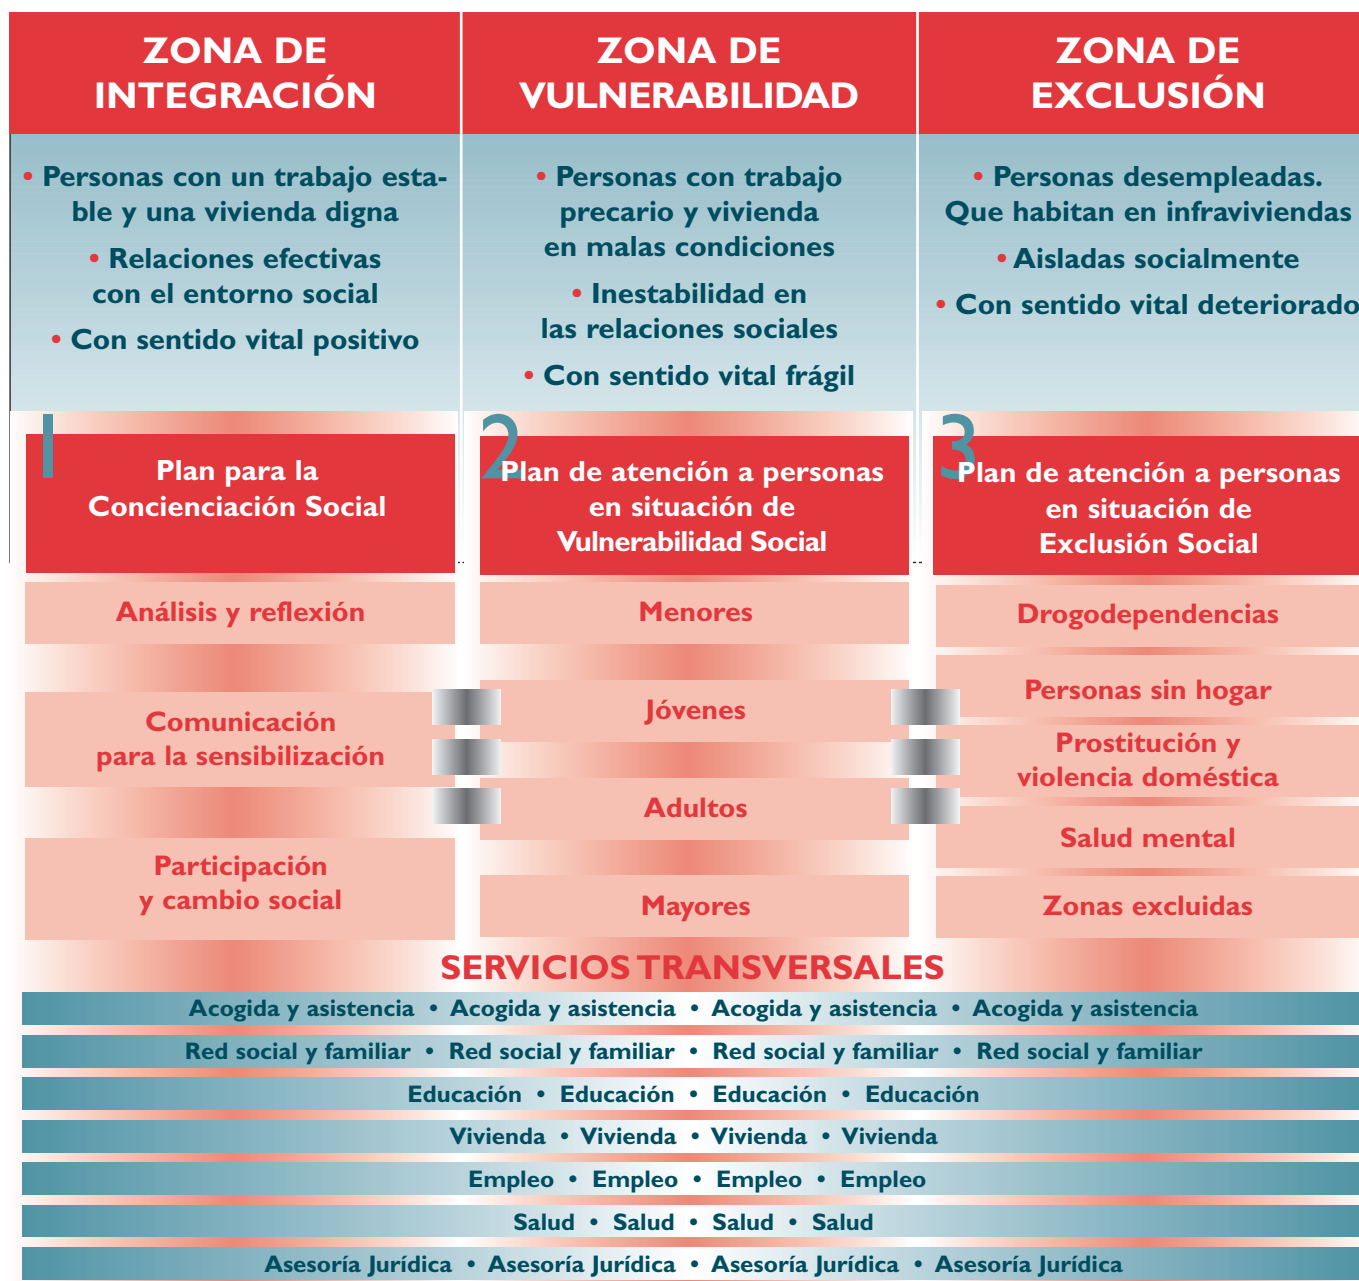 ZONA DE
INTEGRACIÓN
• Personas con un trabajo esta-
ble y una vivienda digna
• Relaciones efectivas
con el entorno social
• Con sentido vital positivo
ZONA DE
VULNERABILIDAD
• Personas con trabajo
precario y vivienda
en malas condiciones
• Inestabilidad en
las relaciones sociales
• Con sentido vital frágil
ZONA DE
EXCLUSIÓN
• Personas desempleadas.
Que habitan en infraviviendas
• Aisladas socialmente
• Con sentido vital deteriorado
1
Plan para la
Concienciación Social
Análisis y reflexión
Comunicación
para la sensibilización
Participación
y cambio social
2
Plan de atención a personas
en situación de
Vulnerabilidad Social
Menores
Jóvenes
Adultos
Mayores
3
Plan de atención a personas
en situación de
Exclusión Social
Drogodependencias
Personas sin hogar
Prostitución y
violencia doméstica
Salud mental
Zonas excluidas
SERVICIOS TRANSVERSALES
Acogida y asistencia • Acogida y asistencia • Acogida y asistencia • Acogida y asistencia
Red social y familiar • Red social y familiar • Red social y familiar • Red social y familiar
Educación • Educación • Educación • Educación
Vivienda • Vivienda • Vivienda • Vivienda
Empleo • Empleo • Empleo • Empleo
Salud • Salud • Salud • Salud
Asesoría Jurídica • Asesoría Jurídica • Asesoría Jurídica • Asesoría Jurídica